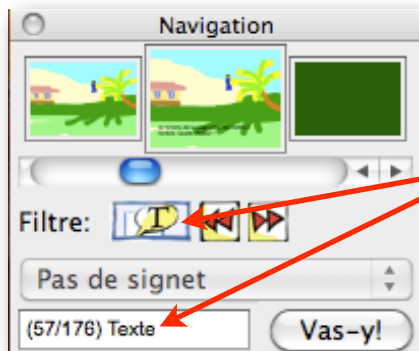 Navigation
Filtre:
T
Pas de signet
(57/176) Texte
Vas-y!